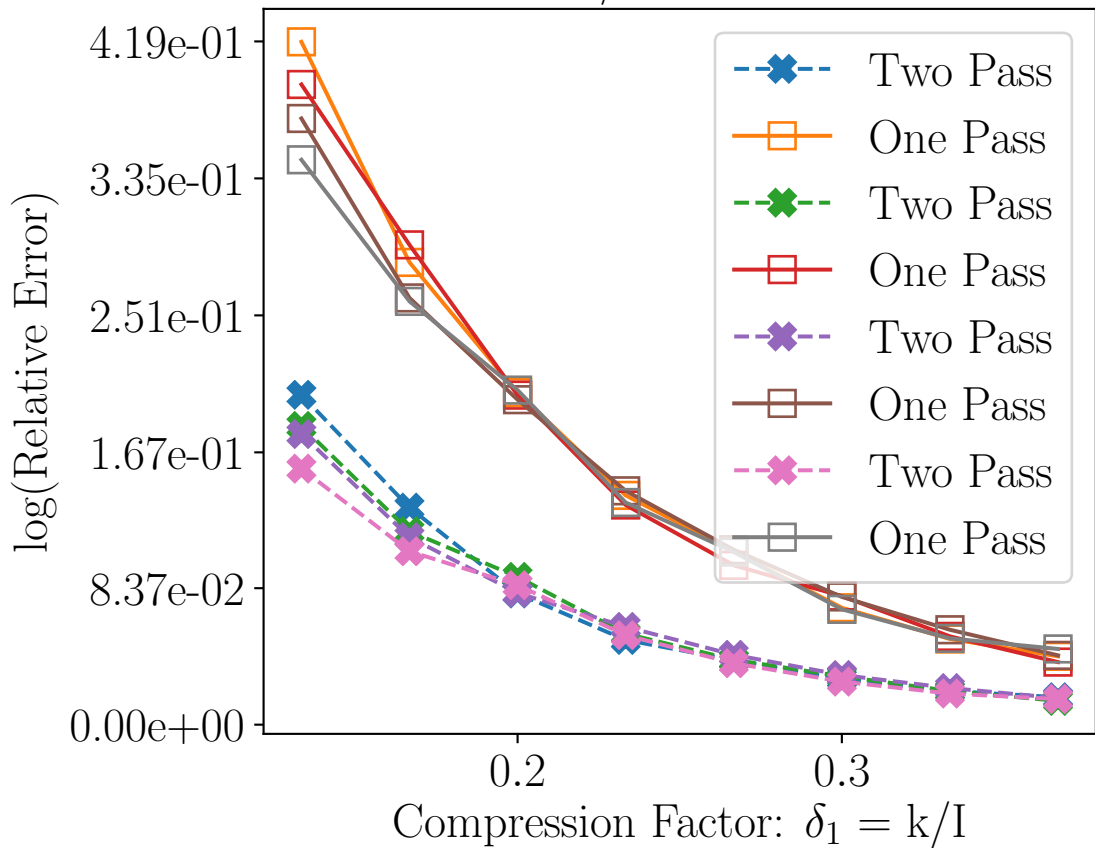 4.19e-01
3.35e-01
2.51e-01
1.67e-01
8.37e-02
0.00e+00
log(Relative Error)
Two Pass
One Pass
Two Pass
One Pass
Two Pass
One Pass
Two Pass
One Pass
0.2
0.3
Compression Factor: δ₁ = k/I